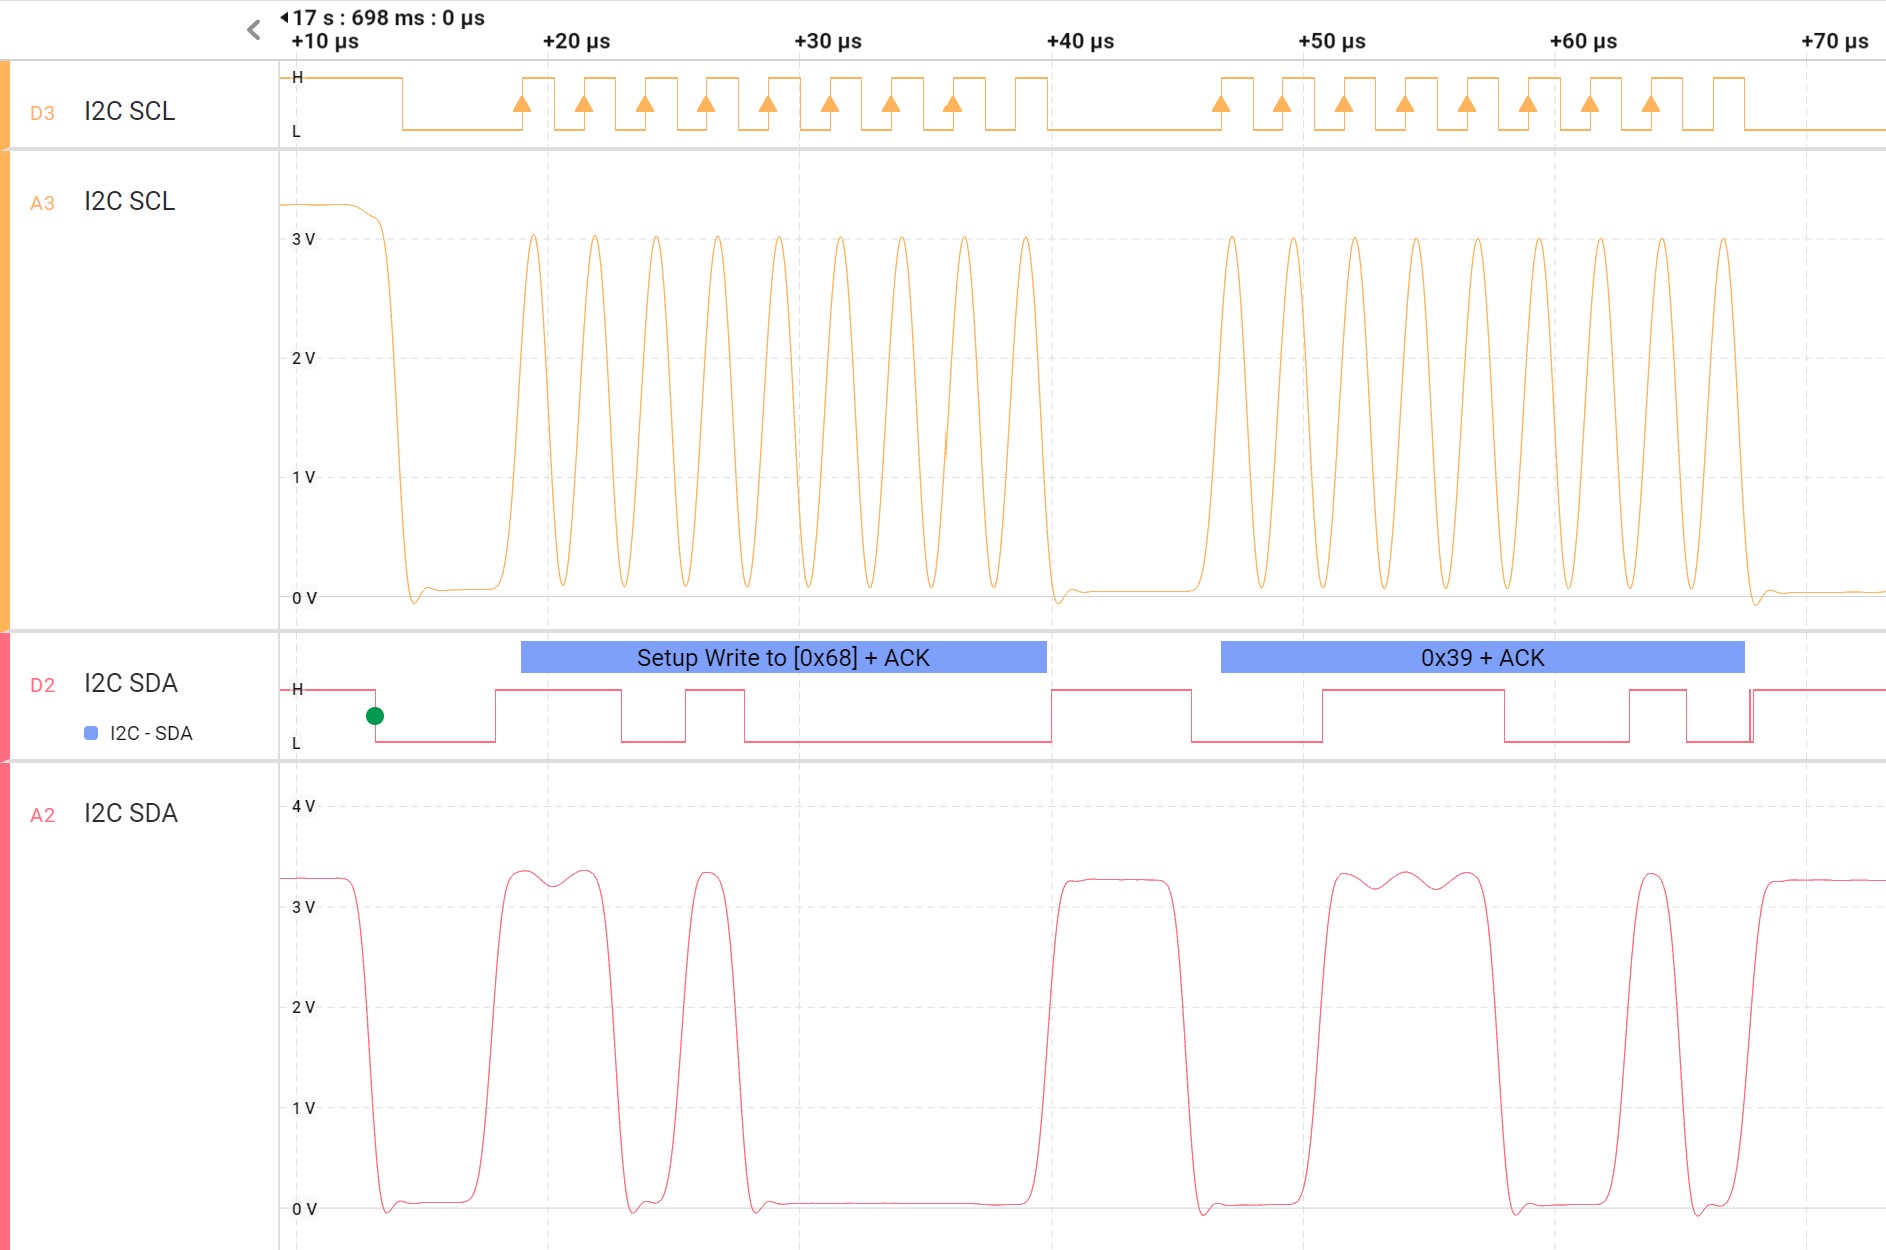 17 s : 698 ms : 0 µs
+10 µs +20 µs +30 µs +40 µs +50 µs +60 µs +70 µs
D3 I2C SCL
H
L
A3 I2C SCL
3 V
2 V
1 V
0 V
Setup Write to [0x68] + ACK 0x39 + ACK
D2 I2C SDA
H
I2C - SDA
L
A2 I2C SDA
4 V
3 V
2 V
1 V
0 V